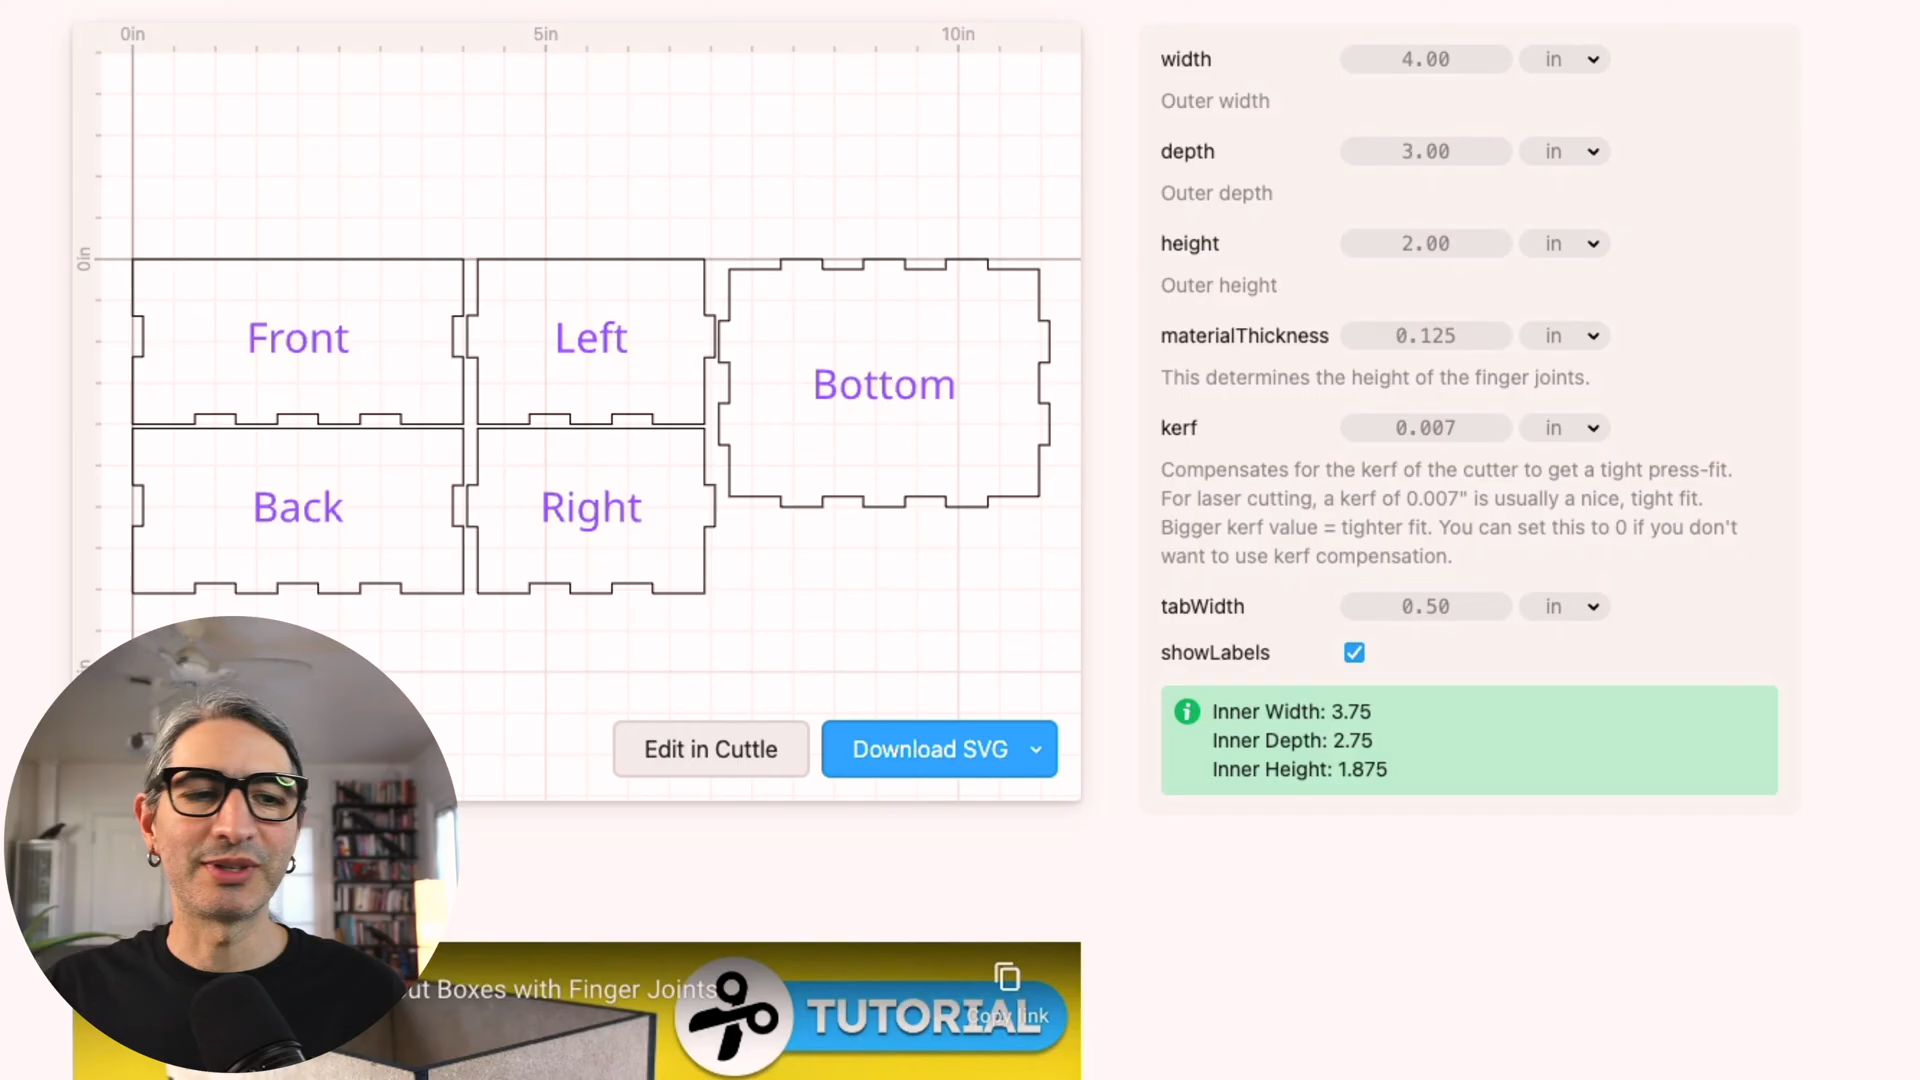 0in
5in
10in
0in
in
Front
Left
Bottom
Back
Right
Edit in Cuttle
Download SVG
width
4.00
in
Outer width
depth
3.00
in
Outer depth
height
2.00
in
Outer height
materialThickness
0.125
in
This determines the height of the finger joints.
kerf
0.007
in
Compensates for the kerf of the cutter to get a tight press-fit.
For laser cutting, a kerf of 0.007" is usually a nice, tight fit.
Bigger kerf value = tighter fit. You can set this to 0 if you don't
want to use kerf compensation.
tabWidth
0.50
in
showLabels
Inner Width: 3.75
Inner Depth: 2.75
Inner Height: 1.875
ut Boxes with Finger Joints
TUTORIAL
Copy link